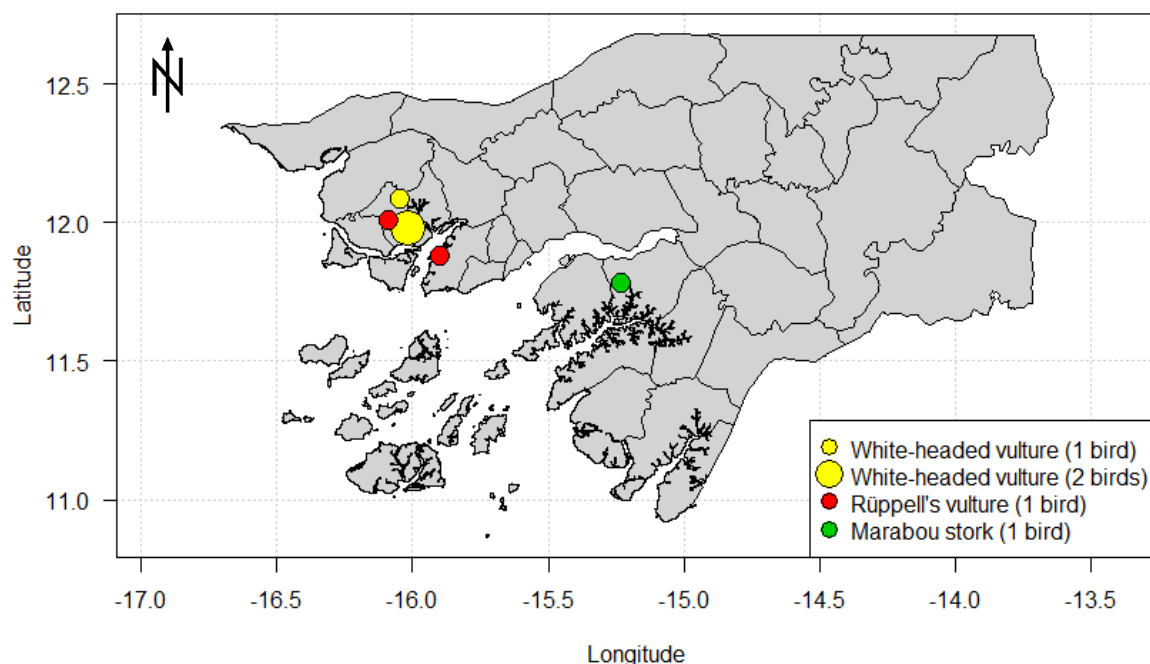 N
12.5
12.0
11.5
11.0
Latitude
White-headed vulture (1 bird)
White-headed vulture (2 birds)
Rüppell's vulture (1 bird)
Marabou stork (1 bird)
-17.0 -16.5 -16.0 -15.5 -15.0 -14.5 -14.0 -13.5
Longitude